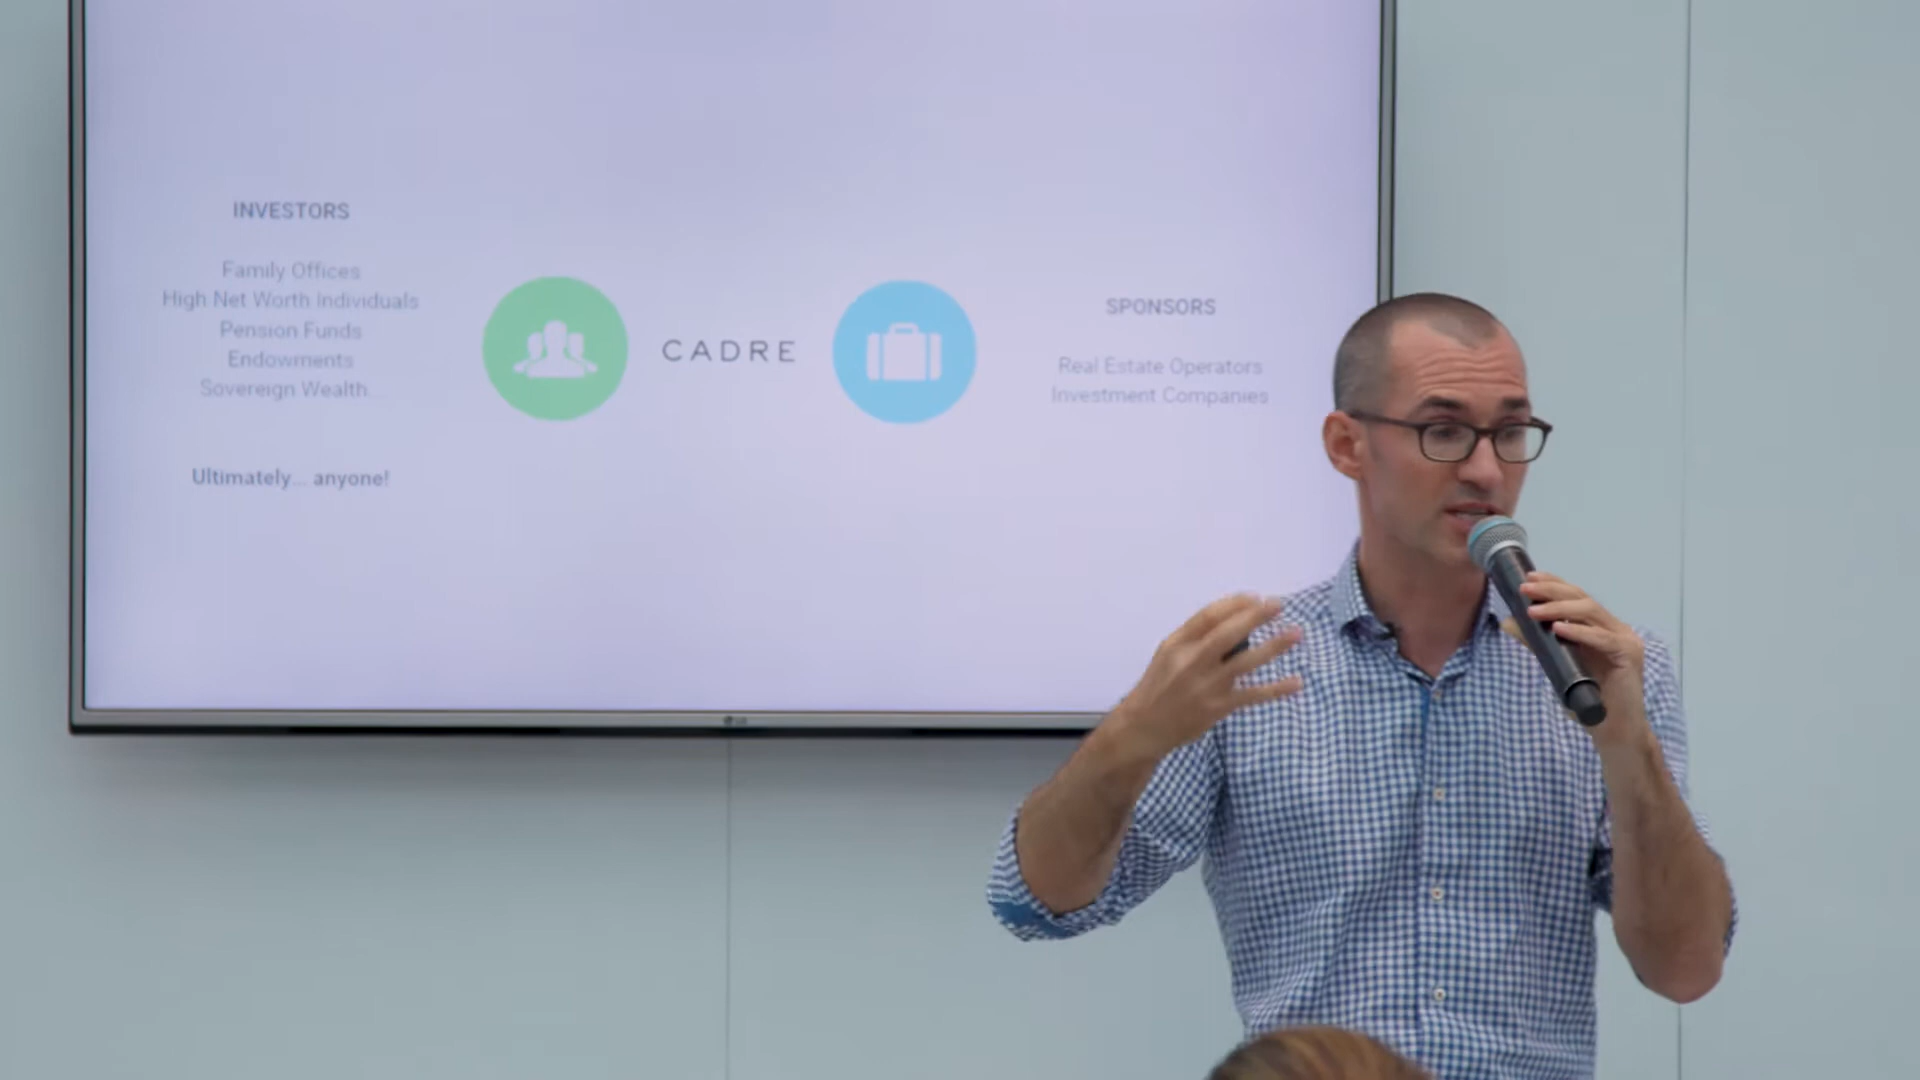 INVESTORS
Family Offices
High Net Worth Individuals
Pension Funds
Endowments
Sovereign Wealth...
Ultimately... anyone!
CADRE
SPONSORS
Real Estate Operators
Investment Companies
LG